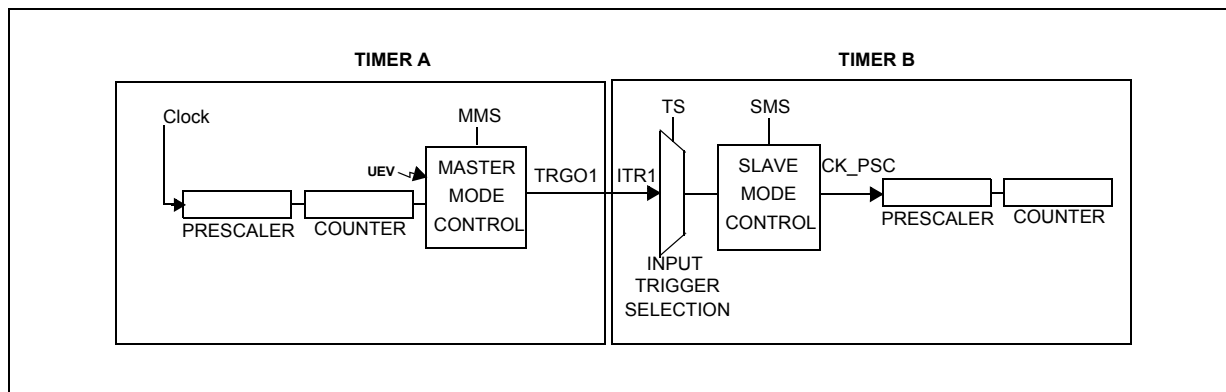 TIMER A
TIMER B
Clock
MMS
TS
SMS
UEV
MASTER
MODE
CONTROL
TRGO1
ITR1
SLAVE
MODE
CONTROL
CK_PSC
PRESCALER
COUNTER
PRESCALER
COUNTER
INPUT
TRIGGER
SELECTION